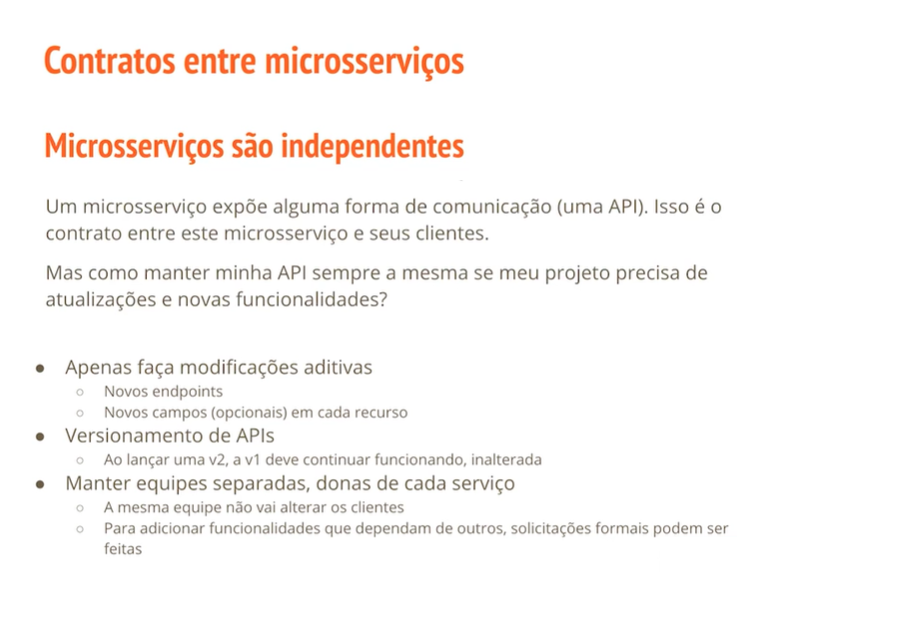 Contratos entre microsserviços
Microsserviços são independentes
Um microsserviço expõe alguma forma de comunicação (uma API). Isso é o
contrato entre este microsserviço e seus clientes.
Mas como manter minha API sempre a mesma se meu projeto precisa de
atualizações e novas funcionalidades?
● Apenas faça modificações aditivas
○ Novos endpoints
○ Novos campos (opcionais) em cada recurso
● Versionamento de APIs
○ Ao lançar uma v2, a v1 deve continuar funcionando, inalterada
● Manter equipes separadas, donas de cada serviço
○ A mesma equipe não vai alterar os clientes
○ Para adicionar funcionalidades que dependam de outros, solicitações formais podem ser
feitas